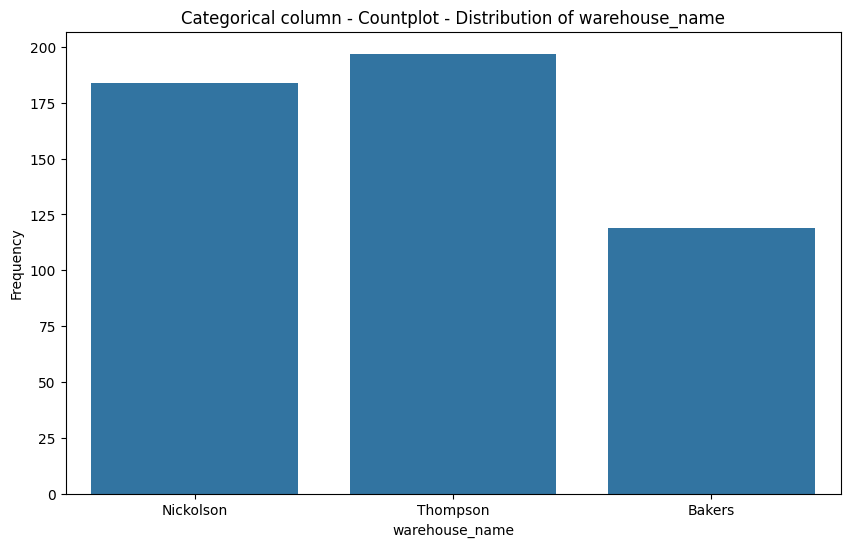 Categorical column - Countplot - Distribution of warehouse_name
200
175
150
125
100
75
50
25
0
Frequency
Nickolson Thompson Bakers
warehouse_name